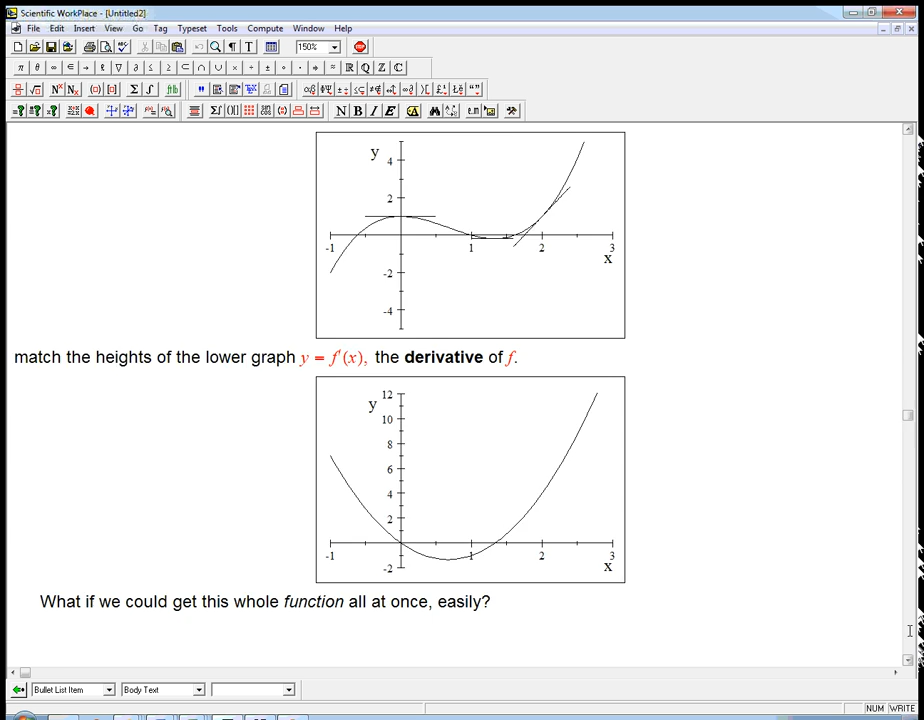 Scientific WorkPlace - [Untitled2]
File Edit Insert View Go Tag Typeset Tools Compute Window Help
150%
y
4
2
-1 1 2 3
x
-2
-4
match the heights of the lower graph y = f′(x), the derivative of f.
y
12
10
8
6
4
2
-1 1 2 3
x
-2
What if we could get this whole function all at once, easily?
Bullet List Item Body Text
NUM WRITE